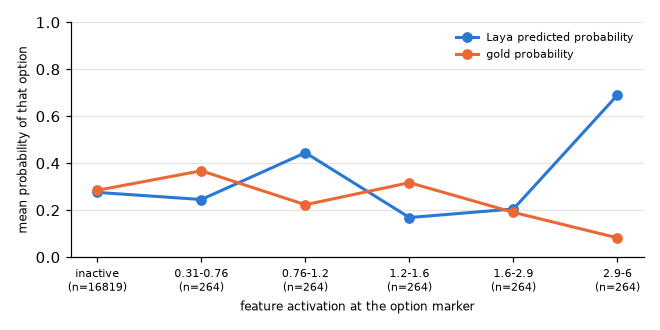 mean probability of that option
1.0
0.8
0.6
0.4
0.2
0.0
Laya predicted probability
gold probability
inactive
(n=16819)
0.31-0.76
(n=264)
0.76-1.2
(n=264)
1.2-1.6
(n=264)
1.6-2.9
(n=264)
2.9-6
(n=264)
feature activation at the option marker